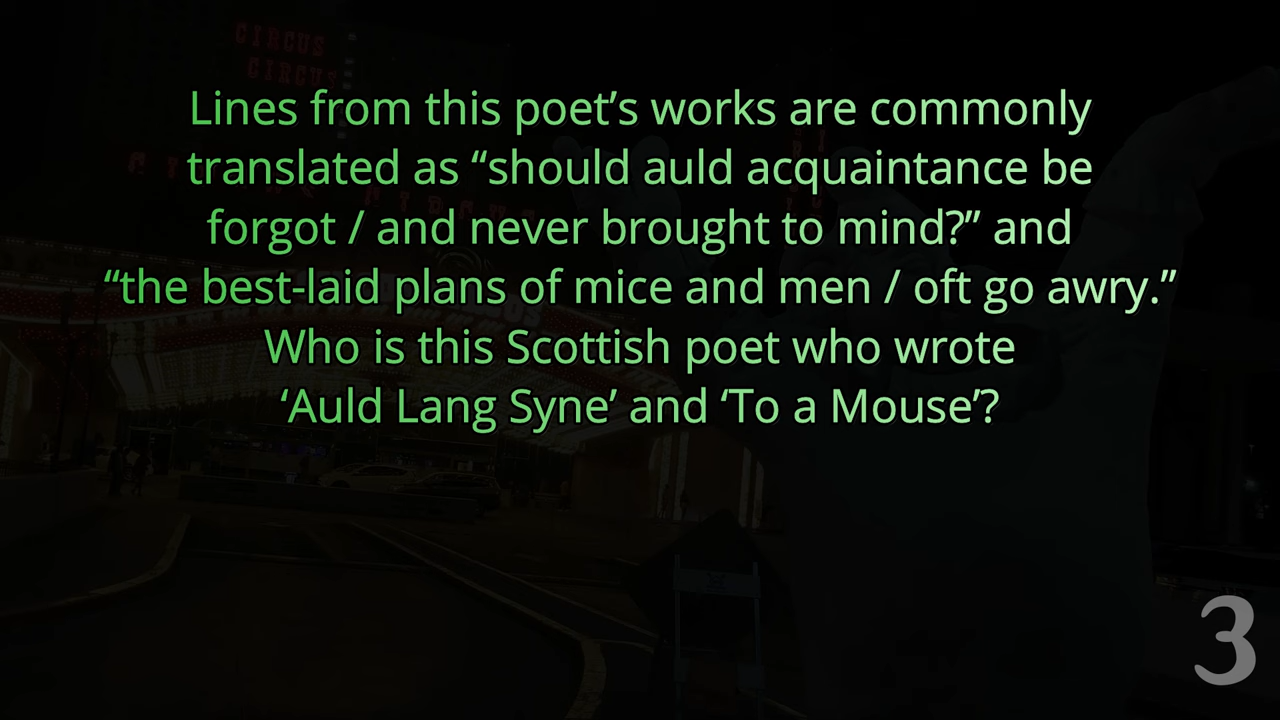 CIRCUS
CIRCUS
Lines from this poet’s works are commonly
translated as “should auld acquaintance be
forgot / and never brought to mind?” and
“the best-laid plans of mice and men / oft go awry.”
Who is this Scottish poet who wrote
‘Auld Lang Syne’ and ‘To a Mouse’?
3